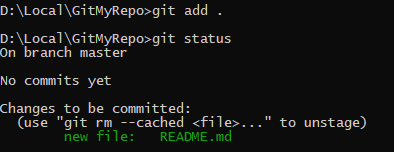 D:\Local\GitMyRepo>git add .
D:\Local\GitMyRepo>git status
On branch master
No commits yet
Changes to be committed:
  (use "git rm --cached <file>..." to unstage)
        new file:   README.md